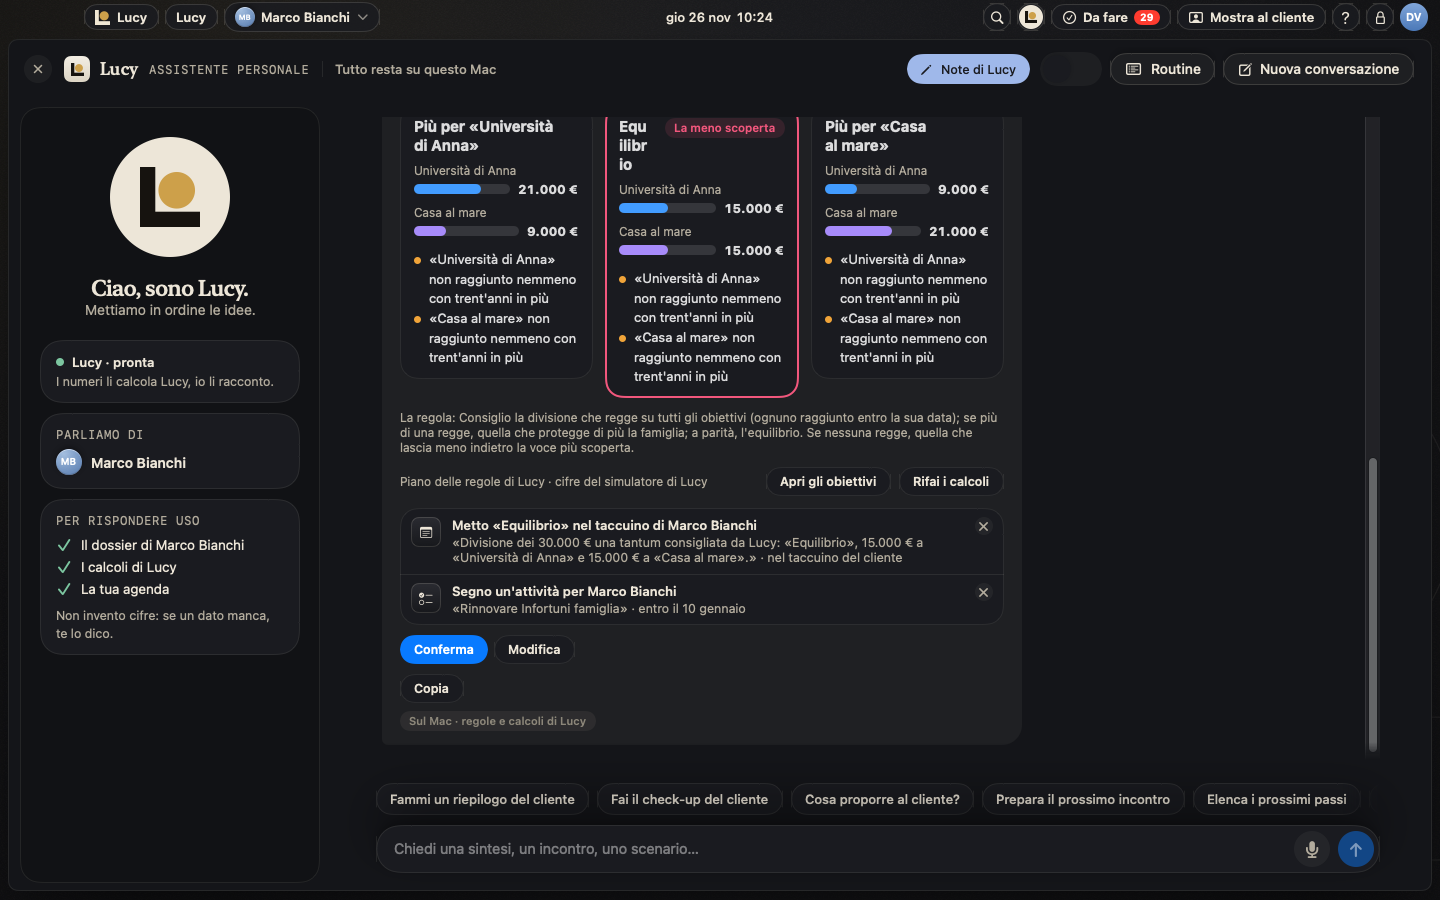 Lucy
Lucy
MB Marco Bianchi
gio 26 nov 10:24
Da fare 29
Mostra al cliente
?
DV
Lucy ASSISTENTE PERSONALE
Tutto resta su questo Mac
Note di Lucy
Routine
Nuova conversazione
Ciao, sono Lucy.
Mettiamo in ordine le idee.
Lucy · pronta
I numeri li calcola Lucy, io li racconto.
PARLIAMO DI
MB Marco Bianchi
PER RISPONDERE USO
Il dossier di Marco Bianchi
I calcoli di Lucy
La tua agenda
Non invento cifre: se un dato manca,
te lo dico.
Più per «Università
di Anna»
Università di Anna
21.000 €
Casa al mare
9.000 €
«Università di Anna»
non raggiunto nemmeno
con trent'anni in più
«Casa al mare» non
raggiunto nemmeno con
trent'anni in più
Equ
ilibr
io
La meno scoperta
Università di Anna
15.000 €
Casa al mare
15.000 €
«Università di Anna»
non raggiunto nemmeno
con trent'anni in più
«Casa al mare» non
raggiunto nemmeno con
trent'anni in più
Più per «Casa
al mare»
Università di Anna
9.000 €
Casa al mare
21.000 €
«Università di Anna»
non raggiunto nemmeno
con trent'anni in più
«Casa al mare» non
raggiunto nemmeno con
trent'anni in più
La regola: Consiglio la divisione che regge su tutti gli obiettivi (ognuno raggiunto entro la sua data); se più
di una regge, quella che protegge di più la famiglia; a parità, l'equilibrio. Se nessuna regge, quella che
lascia meno indietro la voce più scoperta.
Piano delle regole di Lucy · cifre del simulatore di Lucy
Apri gli obiettivi
Rifai i calcoli
Metto «Equilibrio» nel taccuino di Marco Bianchi
«Divisione dei 30.000 € una tantum consigliata da Lucy: «Equilibrio», 15.000 € a
«Università di Anna» e 15.000 € a «Casa al mare».» · nel taccuino del cliente
Segno un'attività per Marco Bianchi
«Rinnovare Infortuni famiglia» · entro il 10 gennaio
Conferma
Modifica
Copia
Sul Mac · regole e calcoli di Lucy
Fammi un riepilogo del cliente
Fai il check-up del cliente
Cosa proporre al cliente?
Prepara il prossimo incontro
Elenca i prossimi passi
Chiedi una sintesi, un incontro, uno scenario...